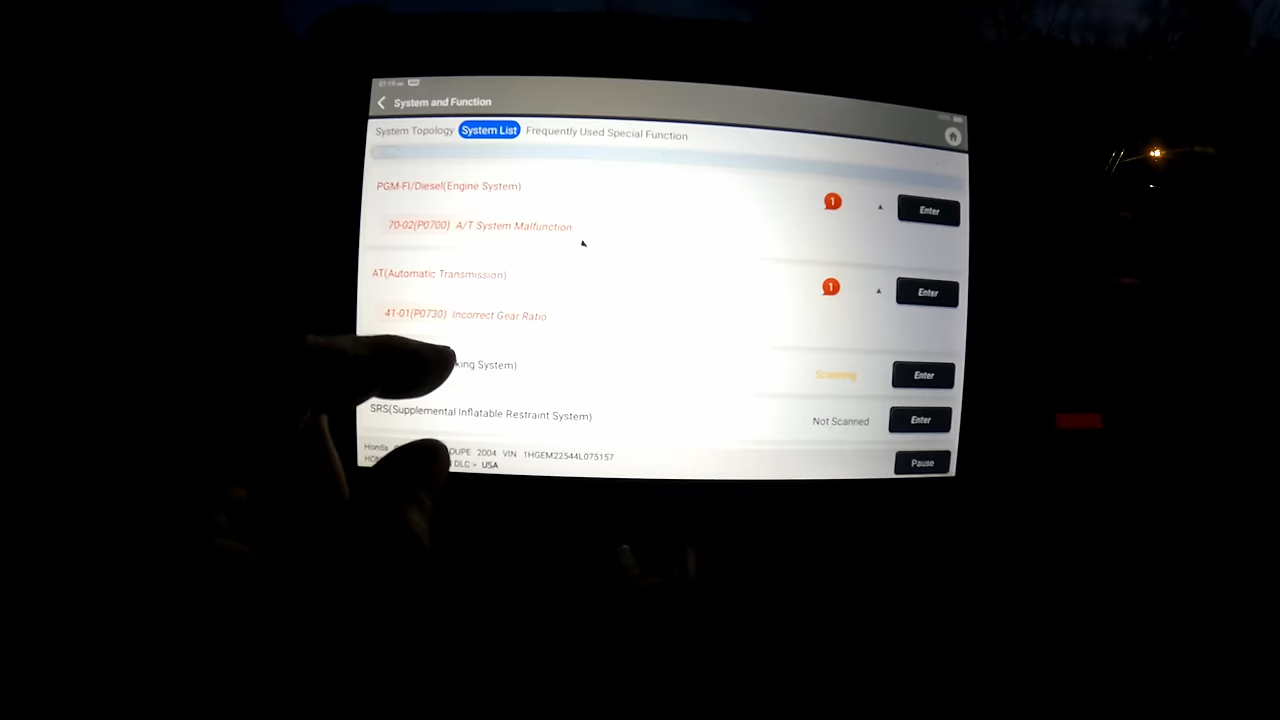 System and Function
System Topology System List Frequently Used Special Function
PGM-FI/Diesel(Engine System)
1
Enter
70-02(P0700) A/T System Malfunction
AT(Automatic Transmission)
1
Enter
41-01(P0730) Incorrect Gear Ratio
king System)
Scanning
Enter
SRS(Supplemental Inflatable Restraint System)
Not Scanned
Enter
Honda OUPE 2004 VIN 1HGEM22544L075157
DLC > USA
Pause